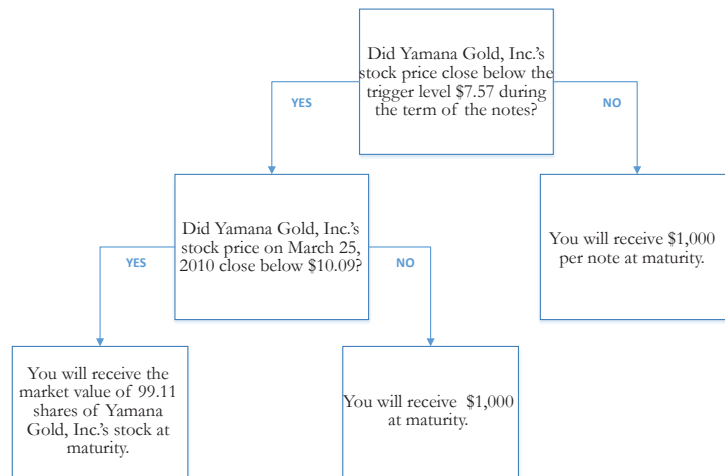 Did Yamana Gold, Inc.'s
stock price close below the
trigger level $7.57 during
the term of the notes?
YES
NO
Did Yamana Gold, Inc.'s
stock price on March 25,
2010 close below $10.09?
You will receive $1,000
per note at maturity.
YES
NO
You will receive the
market value of 99.11
shares of Yamana
Gold, Inc.'s stock at
maturity.
You will receive $1,000
at maturity.